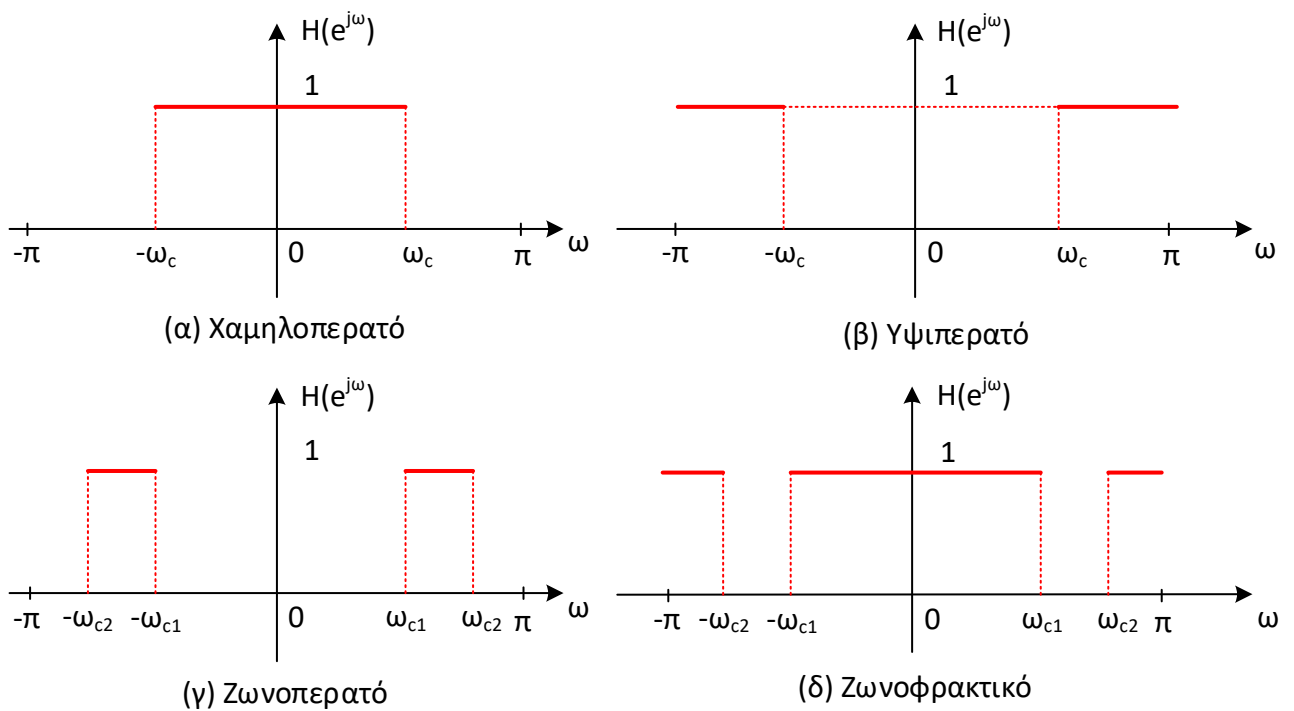 H(e^jω)
1
-π
-ω_c
0
ω_c
π
ω
(α) Χαμηλοπερατό
H(e^jω)
1
-π
-ω_c
0
ω_c
π
ω
(β) Υψιπερατό
H(e^jω)
1
-π
-ω_c2
-ω_c1
0
ω_c1
ω_c2
π
ω
(γ) Ζωνοπερατό
H(e^jω)
1
-π
-ω_c2
-ω_c1
0
ω_c1
ω_c2
π
ω
(δ) Ζωνοφρακτικό